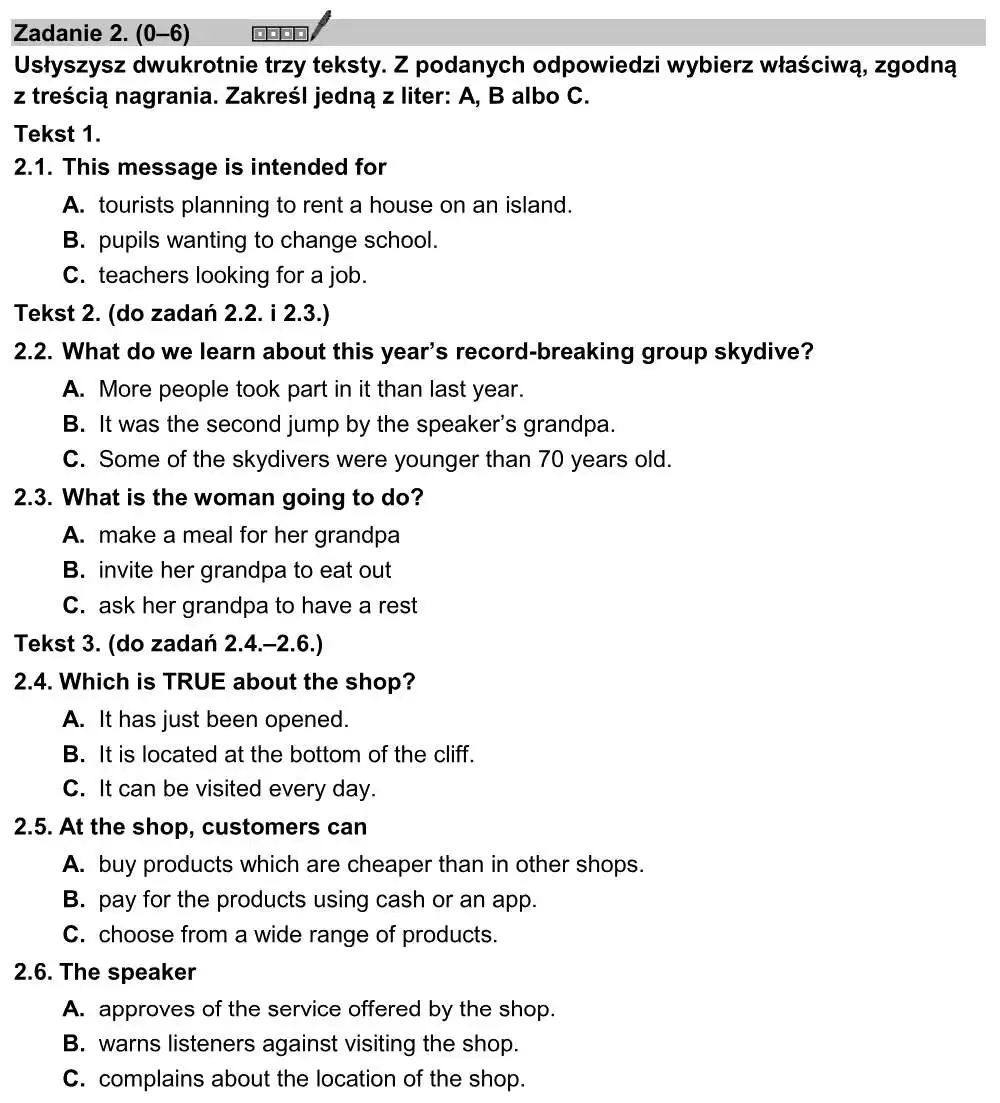 Zadanie 2. (0–6)
Usłyszysz dwukrotnie trzy teksty. Z podanych odpowiedzi wybierz właściwą, zgodną
z treścią nagrania. Zakreśl jedną z liter: A, B albo C.
Tekst 1.
2.1. This message is intended for
A. tourists planning to rent a house on an island.
B. pupils wanting to change school.
C. teachers looking for a job.
Tekst 2. (do zadań 2.2. i 2.3.)
2.2. What do we learn about this year’s record-breaking group skydive?
A. More people took part in it than last year.
B. It was the second jump by the speaker’s grandpa.
C. Some of the skydivers were younger than 70 years old.
2.3. What is the woman going to do?
A. make a meal for her grandpa
B. invite her grandpa to eat out
C. ask her grandpa to have a rest
Tekst 3. (do zadań 2.4.–2.6.)
2.4. Which is TRUE about the shop?
A. It has just been opened.
B. It is located at the bottom of the cliff.
C. It can be visited every day.
2.5. At the shop, customers can
A. buy products which are cheaper than in other shops.
B. pay for the products using cash or an app.
C. choose from a wide range of products.
2.6. The speaker
A. approves of the service offered by the shop.
B. warns listeners against visiting the shop.
C. complains about the location of the shop.